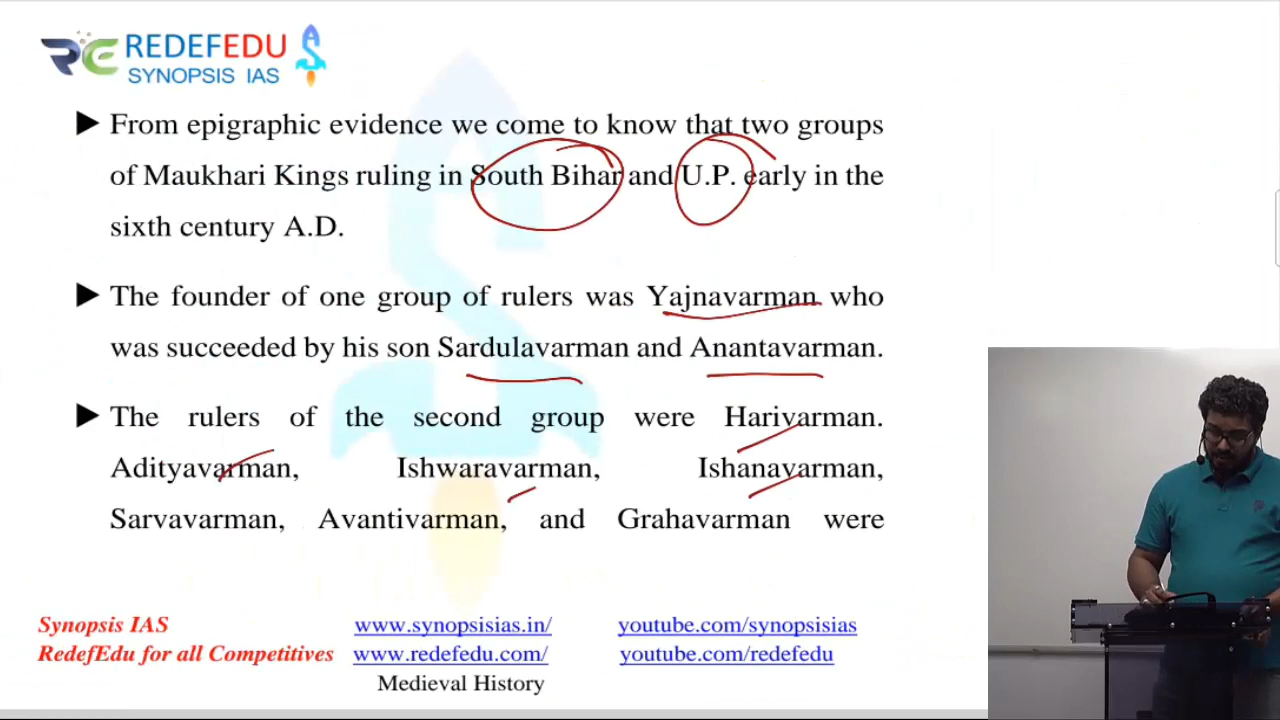 REDEFEDU
SYNOPSIS IAS
From epigraphic evidence we come to know that two groups
of Maukhari Kings ruling in South Bihar and U.P. early in the
sixth century A.D.
The founder of one group of rulers was Yajnavarman who
was succeeded by his son Sardulavarman and Anantavarman.
The rulers of the second group were Harivarman.
Adityavarman, Ishwaravarman, Ishanavarman,
Sarvavarman, Avantivarman, and Grahavarman were
Synopsis IAS www.synopsisias.in/ youtube.com/synopsisias
RedefEdu for all Competitives www.redefedu.com/ youtube.com/redefedu
Medieval History